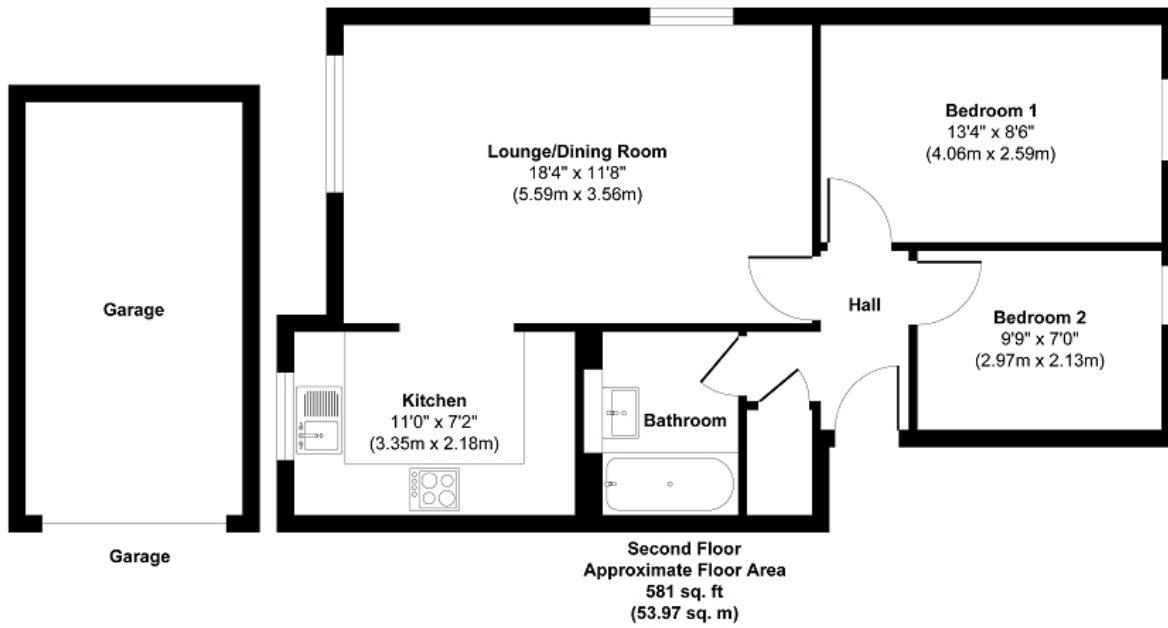 Lounge/Dining Room
18'4" x 11'8"
(5.59m x 3.56m)
Bedroom 1
13'4" x 8'6"
(4.06m x 2.59m)
Garage
Hall
Bedroom 2
9'9" x 7'0"
(2.97m x 2.13m)
Kitchen
11'0" x 7'2"
(3.35m x 2.18m)
Bathroom
Garage
Second Floor
Approximate Floor Area
581 sq. ft
(53.97 sq. m)